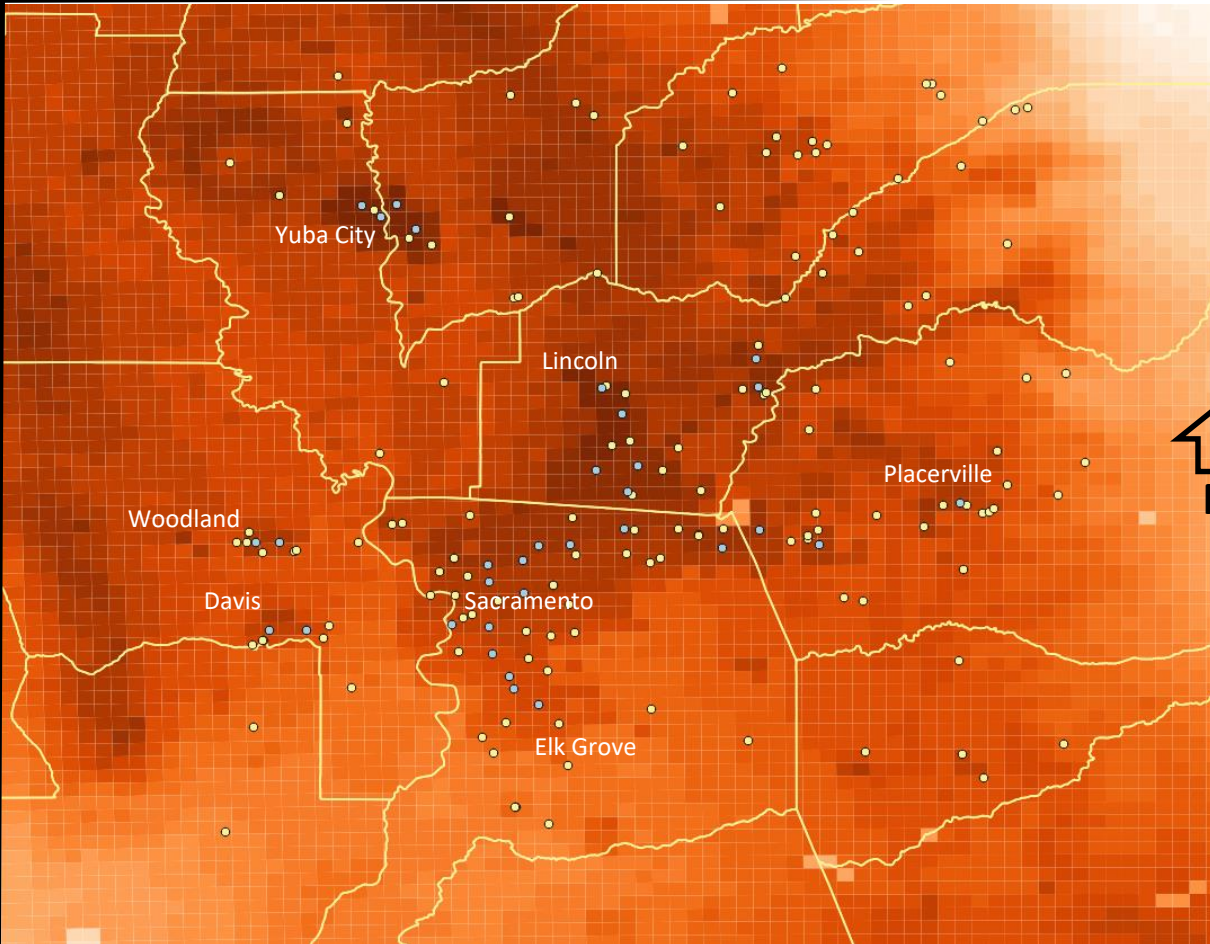 Yuba City
Lincoln
Placerville
Woodland
Davis
Sacramento
Elk Grove